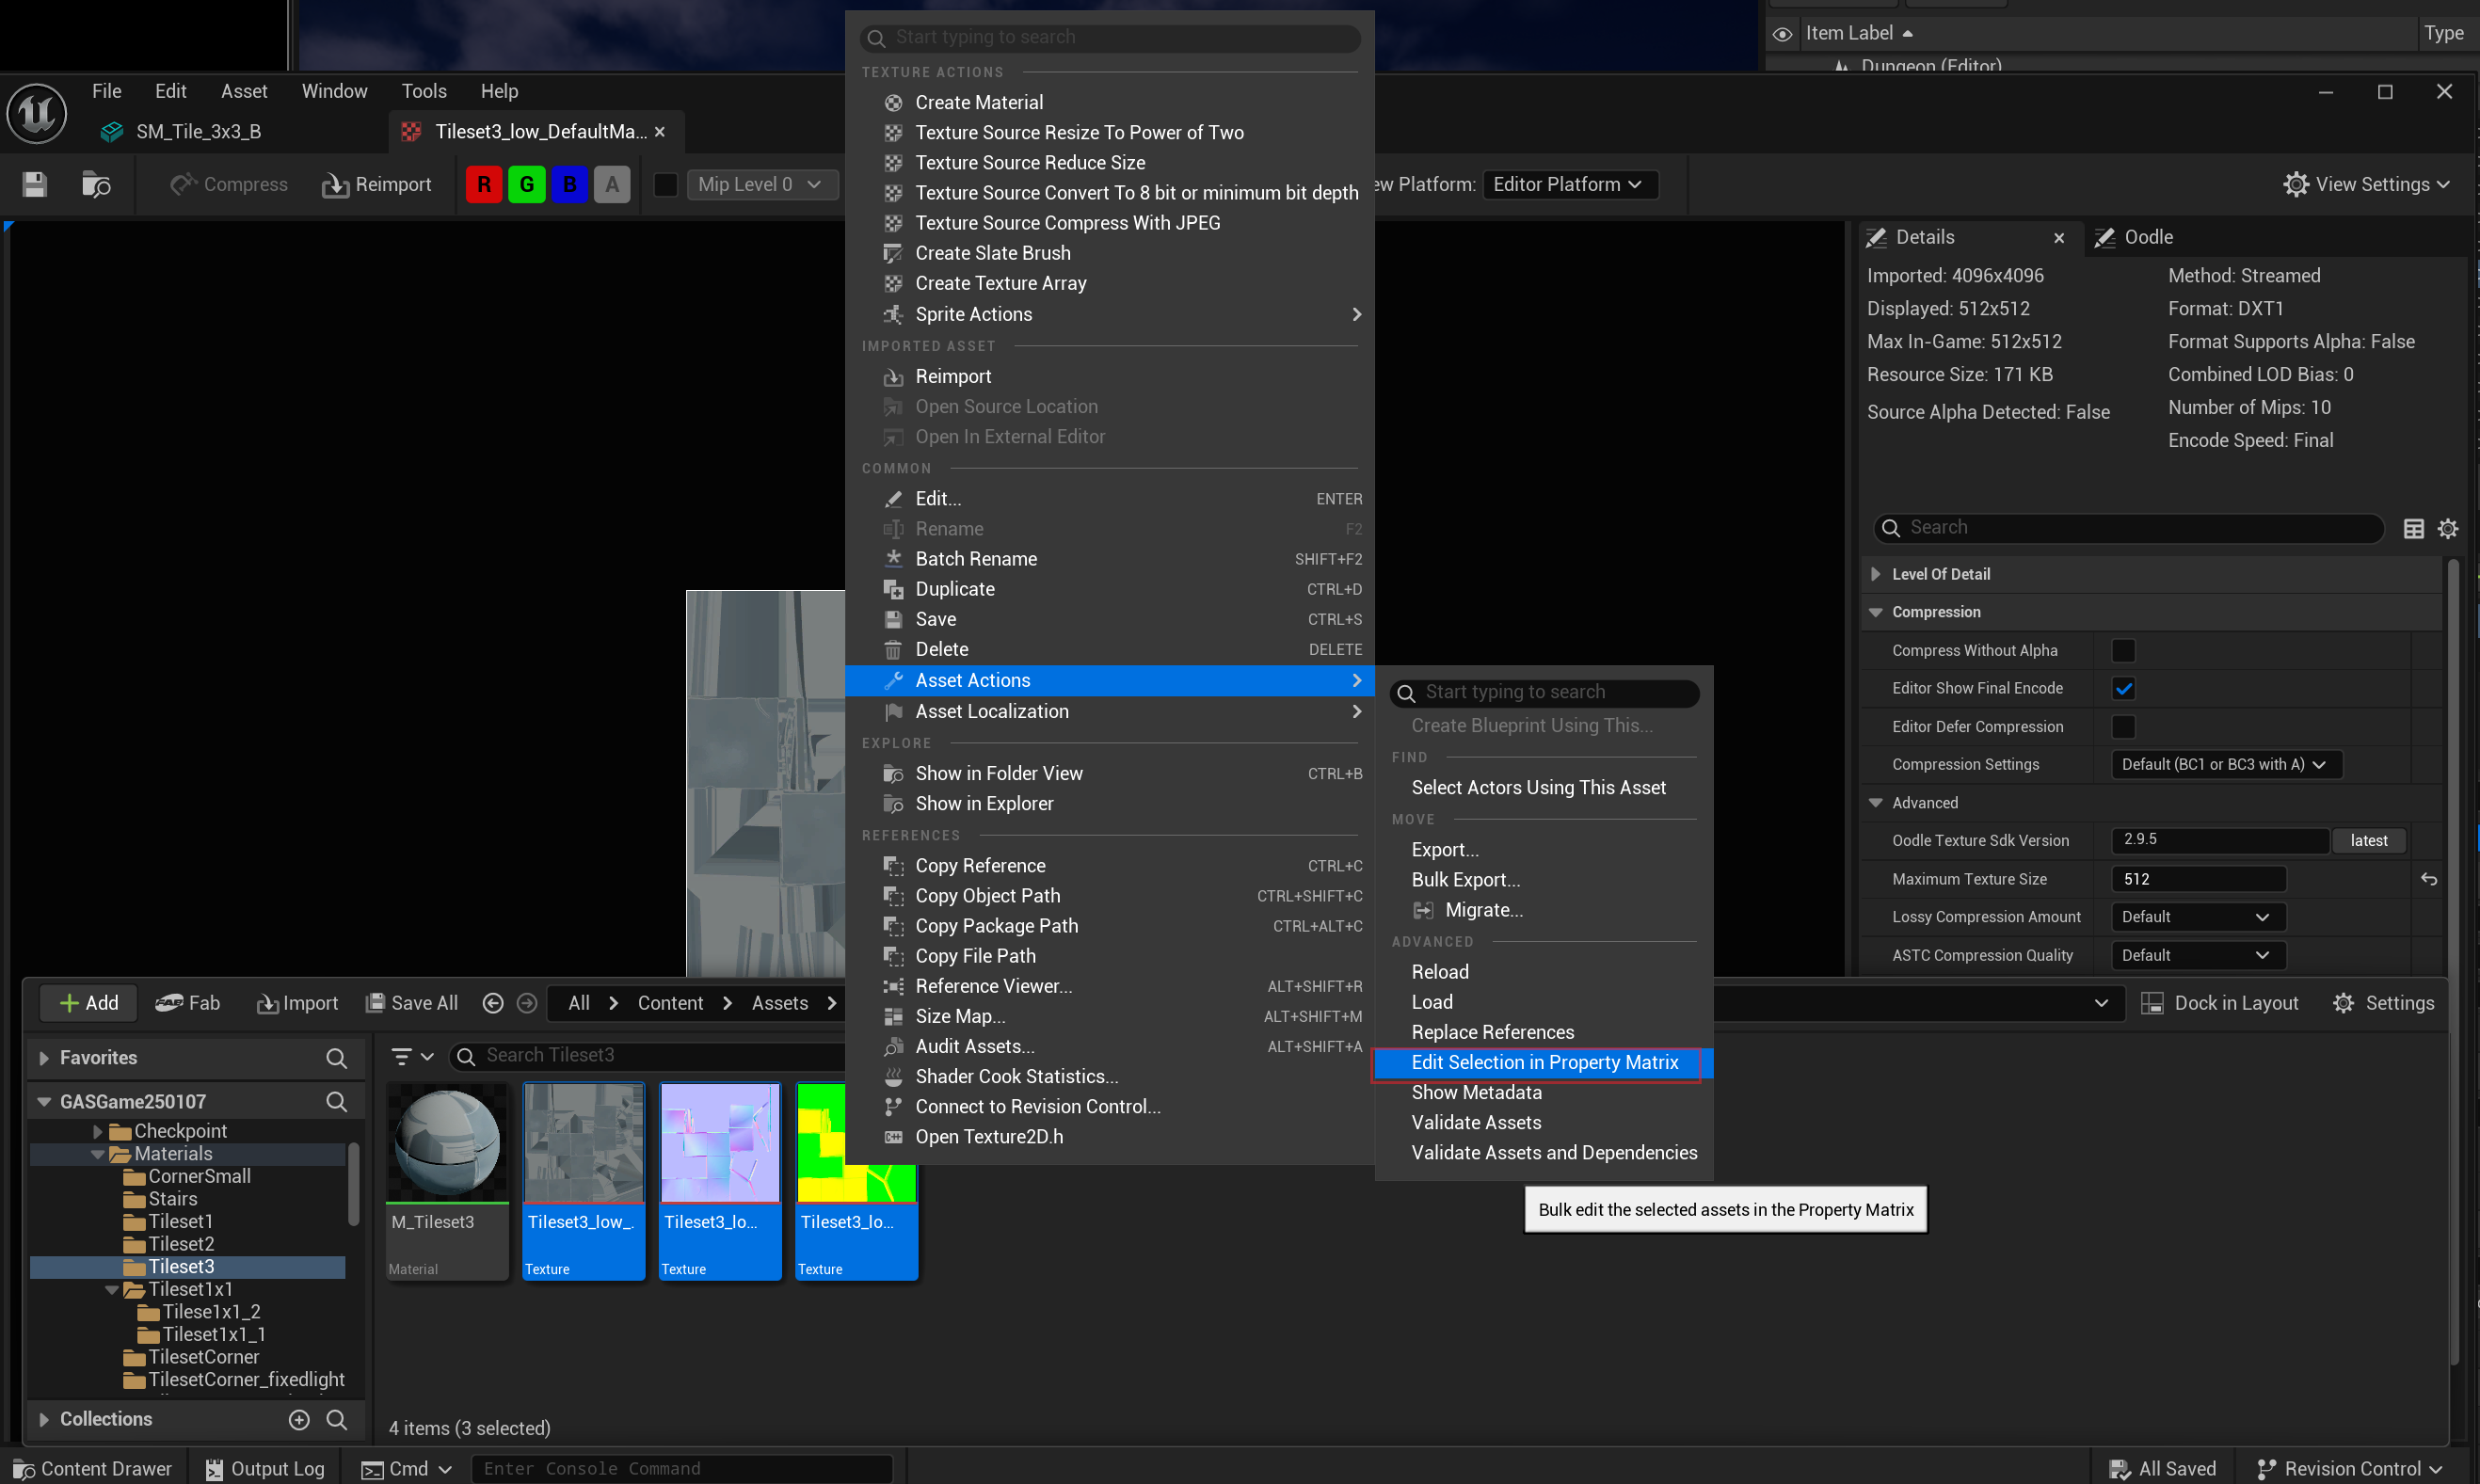 Item Label
Type
Dungeon (Editor)
File
Edit
Asset
Window
Tools
Help
SM_Tile_3x3_B
Tileset3_low_DefaultMa...
Compress
Reimport
R
G
B
A
Mip Level 0
ew Platform:
Editor Platform
View Settings
Start typing to search
TEXTURE ACTIONS
Create Material
Texture Source Resize To Power of Two
Texture Source Reduce Size
Texture Source Convert To 8 bit or minimum bit depth
Texture Source Compress With JPEG
Create Slate Brush
Create Texture Array
Sprite Actions
IMPORTED ASSET
Reimport
Open Source Location
Open In External Editor
COMMON
Edit... ENTER
Rename F2
Batch Rename SHIFT+F2
Duplicate CTRL+D
Save CTRL+S
Delete DELETE
Asset Actions
Asset Localization
EXPLORE
Show in Folder View CTRL+B
Show in Explorer
REFERENCES
Copy Reference CTRL+C
Copy Object Path CTRL+SHIFT+C
Copy Package Path CTRL+ALT+C
Copy File Path
Reference Viewer... ALT+SHIFT+R
Size Map... ALT+SHIFT+M
Audit Assets... ALT+SHIFT+A
Shader Cook Statistics...
Connect to Revision Control...
Open Texture2D.h
Start typing to search
Create Blueprint Using This...
FIND
Select Actors Using This Asset
MOVE
Export...
Bulk Export...
Migrate...
ADVANCED
Reload
Load
Replace References
Edit Selection in Property Matrix
Show Metadata
Validate Assets
Validate Assets and Dependencies
Bulk edit the selected assets in the Property Matrix
Details
Oodle
Imported: 4096x4096
Method: Streamed
Displayed: 512x512
Format: DXT1
Max In-Game: 512x512
Format Supports Alpha: False
Resource Size: 171 KB
Combined LOD Bias: 0
Source Alpha Detected: False
Number of Mips: 10
Encode Speed: Final
Search
Level Of Detail
Compression
Compress Without Alpha
Editor Show Final Encode
Editor Defer Compression
Compression Settings
Default (BC1 or BC3 with A)
Advanced
Oodle Texture Sdk Version
2.9.5
latest
Maximum Texture Size
512
Lossy Compression Amount
Default
ASTC Compression Quality
Default
Add
Fab
Import
Save All
All
Content
Assets
Dock in Layout
Settings
Favorites
Search Tileset3
GASGame250107
Checkpoint
Materials
CornerSmall
Stairs
Tileset1
Tileset2
Tileset3
Tileset1x1
Tilese1x1_2
Tileset1x1_1
TilesetCorner
TilesetCorner_fixedlight
Collections
M_Tileset3
Material
Tileset3_low_.
Texture
Tileset3_lo...
Texture
Tileset3_lo...
Texture
4 items (3 selected)
Content Drawer
Output Log
Cmd
Enter Console Command
All Saved
Revision Control